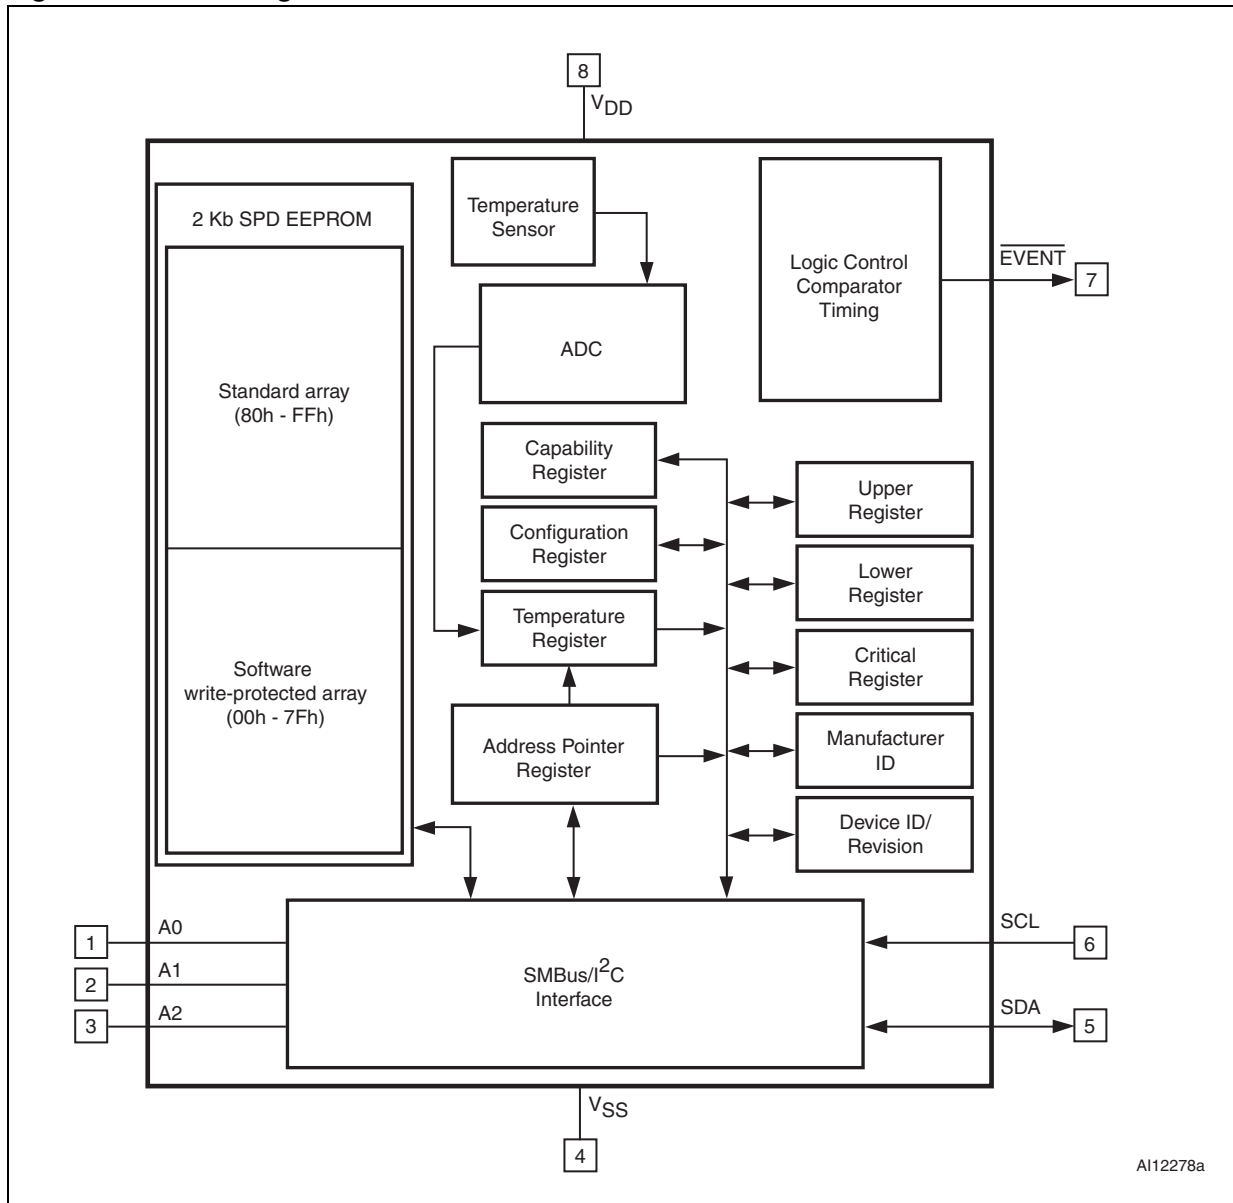 8
VDD
2 Kb SPD EEPROM
Standard array
(80h - FFh)
Software
write-protected array
(00h - 7Fh)
Temperature
Sensor
ADC
Logic Control
Comparator
Timing
EVENT
7
Capability
Register
Configuration
Register
Temperature
Register
Address Pointer
Register
Upper
Register
Lower
Register
Critical
Register
Manufacturer
ID
Device ID/
Revision
1
A0
2
A1
3
A2
SMBus/I2C
Interface
SCL
6
SDA
5
VSS
4
AI12278a